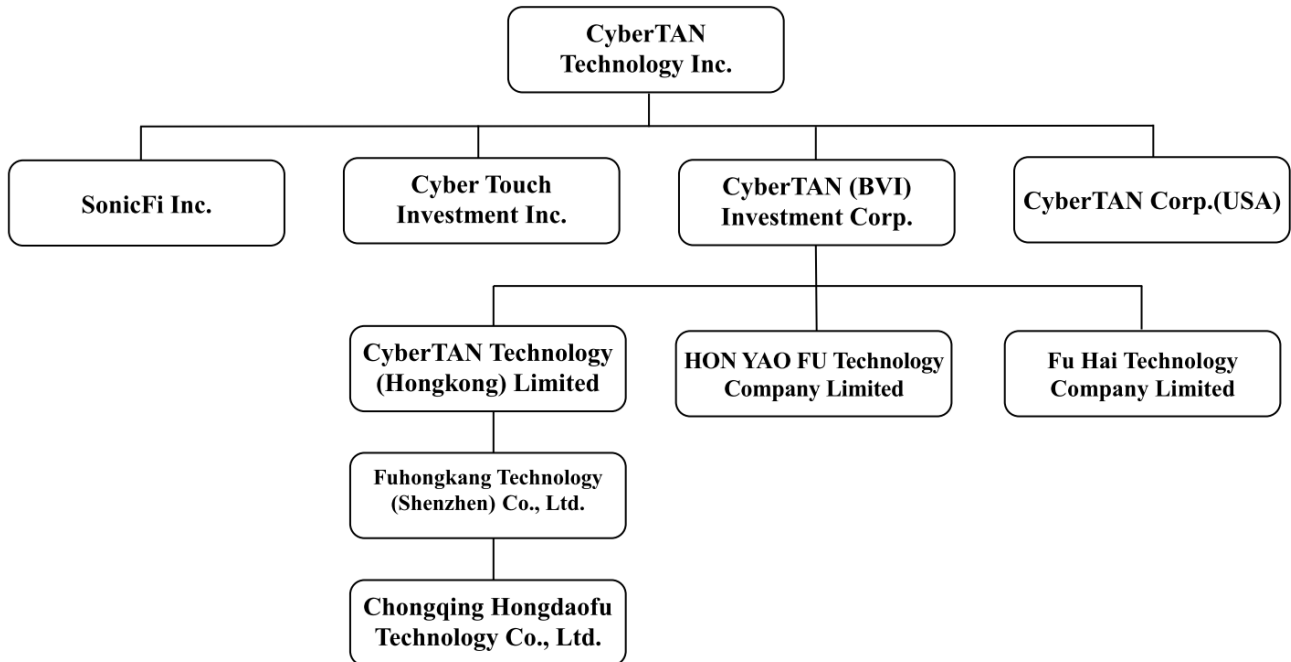 CyberTAN
Technology Inc.
SonicFi Inc.
Cyber Touch
Investment Inc.
CyberTAN (BVI)
Investment Corp.
CyberTAN Corp.(USA)
CyberTAN Technology
(Hongkong) Limited
HON YAO FU Technology
Company Limited
Fu Hai Technology
Company Limited
Fuhongkang Technology
(Shenzhen) Co., Ltd.
Chongqing Hongdaofu
Technology Co., Ltd.